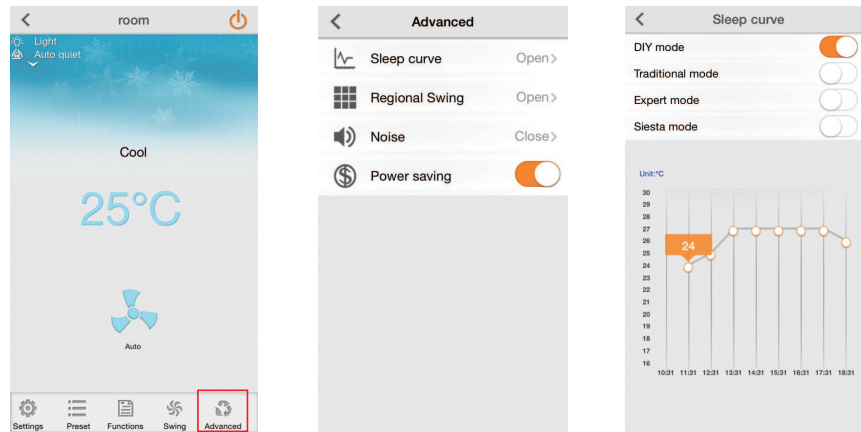 room
Light
Auto quiet
Cool
25°C
Auto
Settings Preset Functions Swing Advanced
Advanced
Sleep curve Open
Regional Swing Open
Noise Close
Power saving
Sleep curve
DIY mode
Traditional mode
Expert mode
Siesta mode
Unit:°C
30
29
28
27
26
25
24
24
23
22
21
20
19
18
17
16
10:31 11:31 12:31 13:31 14:31 15:31 16:31 17:31 18:31